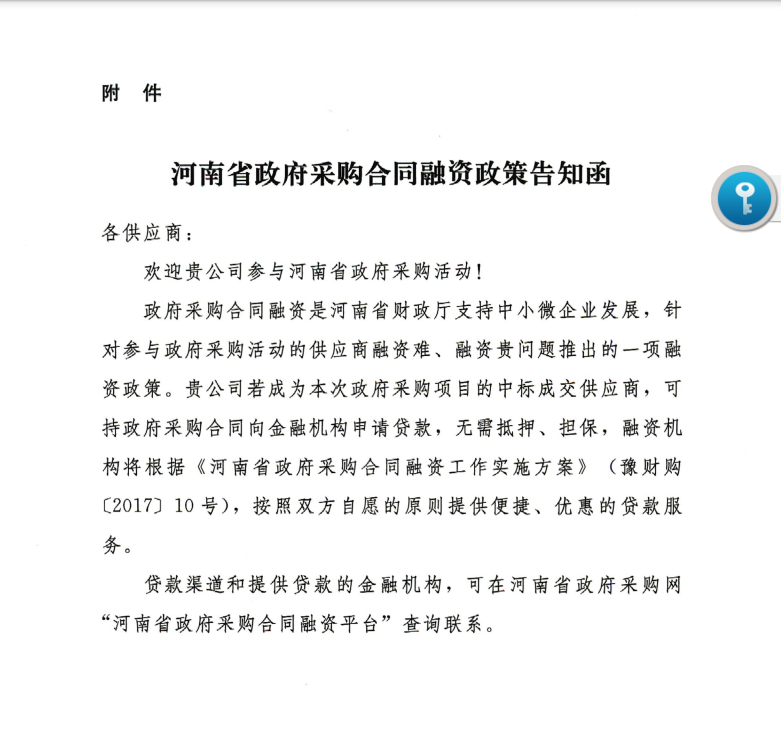 附 件
河南省政府采购合同融资政策告知函
各供应商：
欢迎贵公司参与河南省政府采购活动！
政府采购合同融资是河南省财政厅支持中小微企业发展，针
对参与政府采购活动的供应商融资难、融资贵问题推出的一项融
资政策。贵公司若成为本次政府采购项目的中标成交供应商，可
持政府采购合同向金融机构申请贷款，无需抵押、担保，融资机
构将根据《河南省政府采购合同融资工作实施方案》（豫财购
〔2017〕10 号），按照双方自愿的原则提供便捷、优惠的贷款服
务。
贷款渠道和提供贷款的金融机构，可在河南省政府采购网
“河南省政府采购合同融资平台”查询联系。